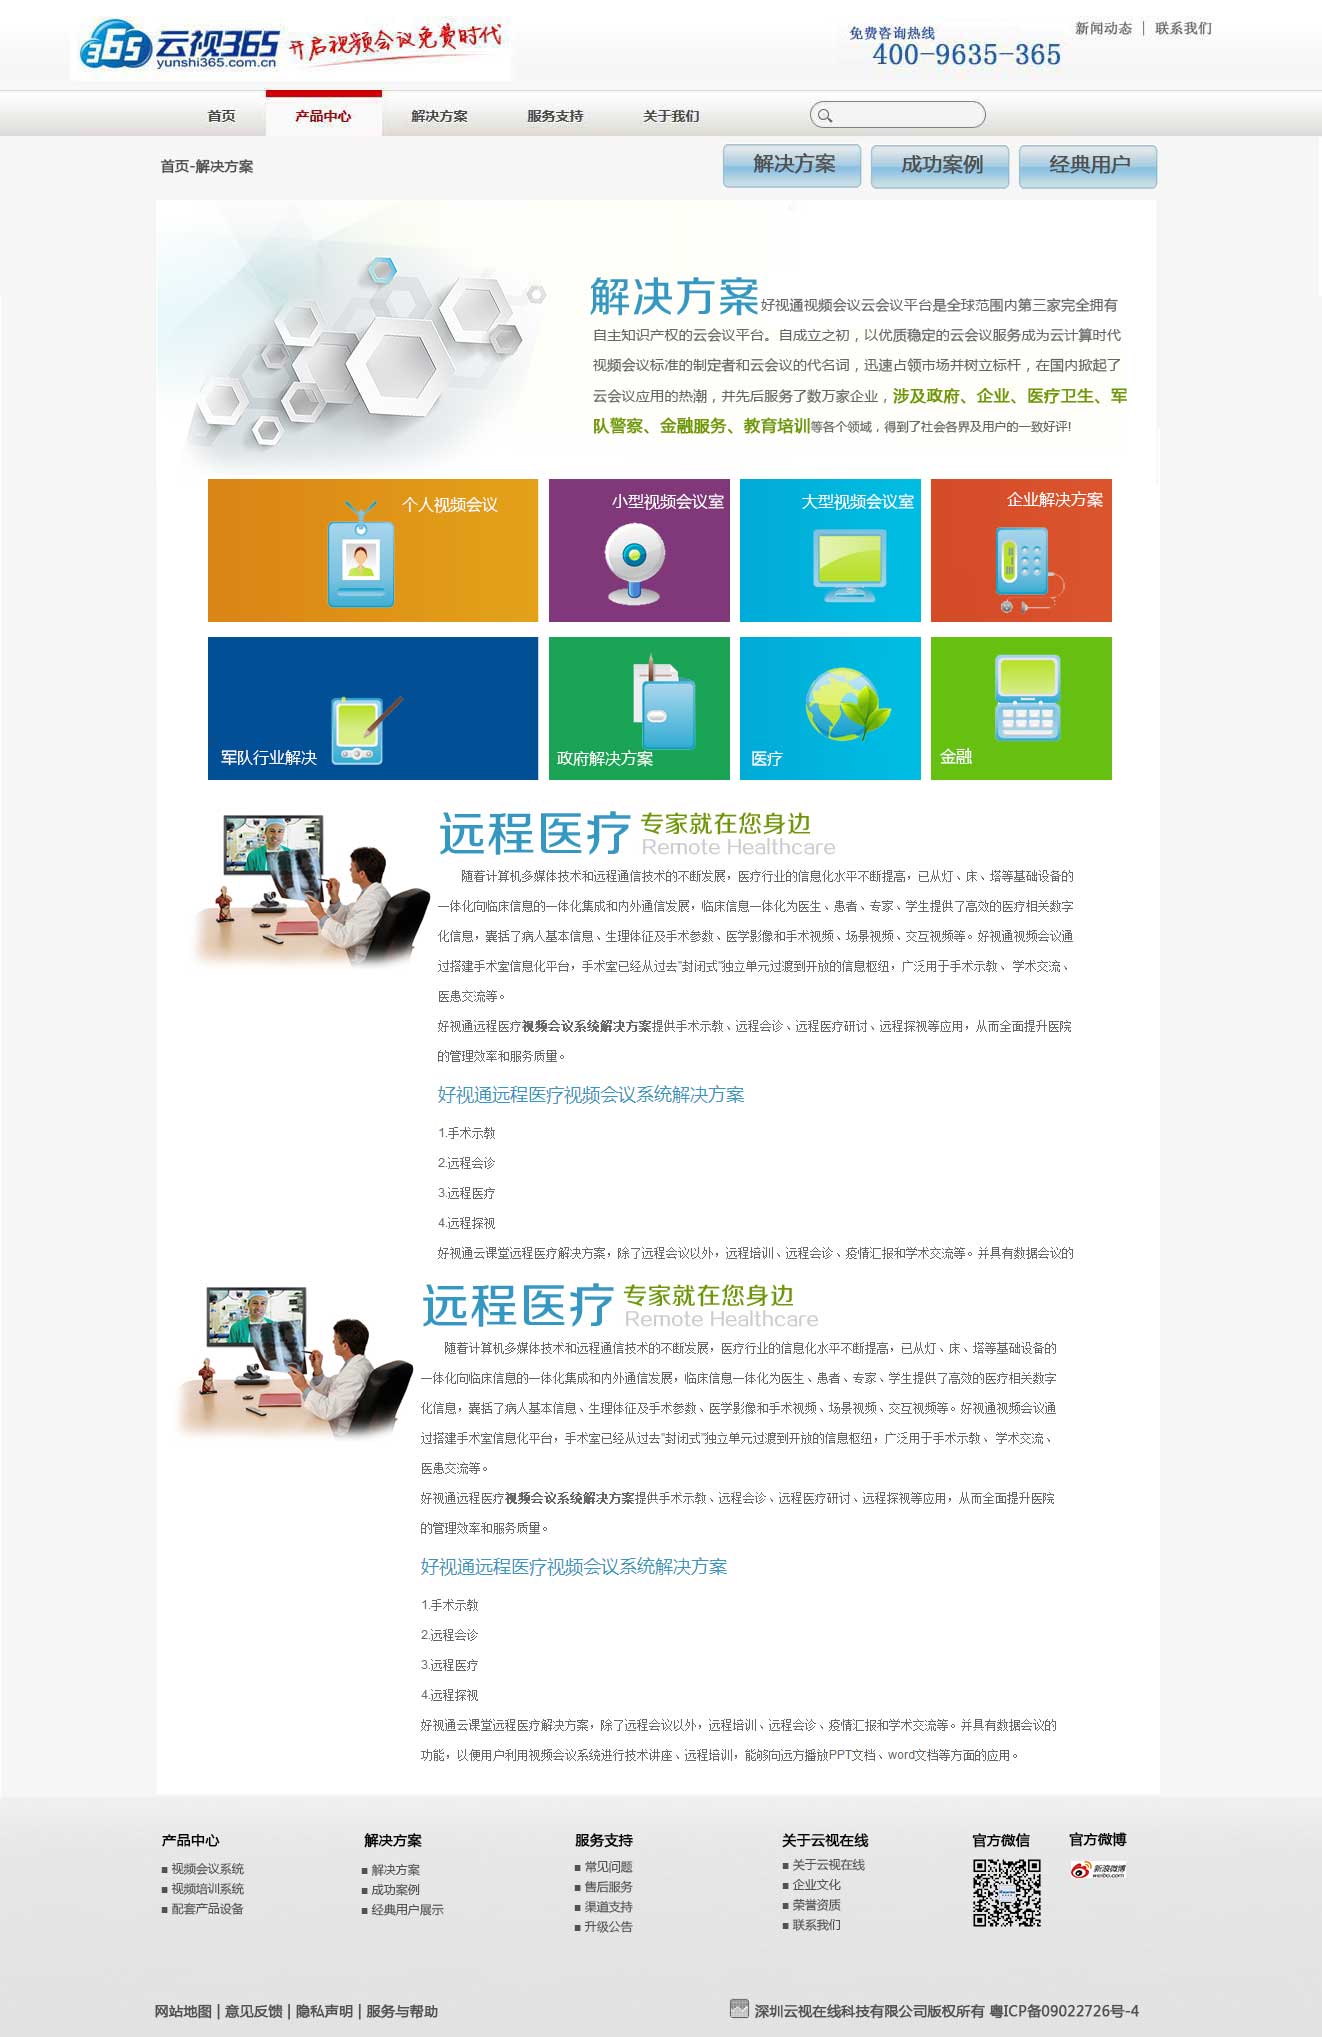 365 云视365 yunshi365.com.cn 开启视频会议免费时代
免费咨询热线
400-9635-365
新闻动态 | 联系我们
首页 产品中心 解决方案 服务支持 关于我们
首页-解决方案
解决方案 成功案例 经典用户
解决方案 好视通视频会议云会议平台是全球范围内第三家完全拥有
自主知识产权的云会议平台。自成立之初，以优质稳定的云会议服务成为云计算时代
视频会议标准的制定者和云会议的代名词，迅速占领市场并树立标杆，在国内掀起了
云会议应用的热潮，并先后服务了数万家企业，涉及政府、企业、医疗卫生、军
队警察、金融服务、教育培训等各个领域，得到了社会各界及用户的一致好评!
个人视频会议 小型视频会议室 大型视频会议室 企业解决方案
军队行业解决 政府解决方案 医疗 金融
远程医疗 专家就在您身边
Remote Healthcare
随着计算机多媒体技术和远程通信技术的不断发展，医疗行业的信息化水平不断提高，已从灯、床、塔等基础设备的
一体化向临床信息的一体化集成和内外通信发展，临床信息一体化为医生、患者、专家、学生提供了高效的医疗相关数字
化信息，囊括了病人基本信息、生理体征及手术参数、医学影像和手术视频、场景视频、交互视频等。好视通视频会议通
过搭建手术室信息化平台，手术室已经从过去"封闭式"独立单元过渡到开放的信息枢纽，广泛用于手术示教、 学术交流、
医患交流等。
好视通远程医疗视频会议系统解决方案提供手术示教、远程会诊、远程医疗研讨、远程探视等应用，从而全面提升医院
的管理效率和服务质量。
好视通远程医疗视频会议系统解决方案
1.手术示教
2.远程会诊
3.远程医疗
4.远程探视
好视通云课堂远程医疗解决方案，除了远程会议以外，远程培训、远程会诊、疫情汇报和学术交流等。并具有数据会议的
远程医疗 专家就在您身边
Remote Healthcare
随着计算机多媒体技术和远程通信技术的不断发展，医疗行业的信息化水平不断提高，已从灯、床、塔等基础设备的
一体化向临床信息的一体化集成和内外通信发展，临床信息一体化为医生、患者、专家、学生提供了高效的医疗相关数字
化信息，囊括了病人基本信息、生理体征及手术参数、医学影像和手术视频、场景视频、交互视频等。好视通视频会议通
过搭建手术室信息化平台，手术室已经从过去"封闭式"独立单元过渡到开放的信息枢纽，广泛用于手术示教、 学术交流、
医患交流等。
好视通远程医疗视频会议系统解决方案提供手术示教、远程会诊、远程医疗研讨、远程探视等应用，从而全面提升医院
的管理效率和服务质量。
好视通远程医疗视频会议系统解决方案
1.手术示教
2.远程会诊
3.远程医疗
4.远程探视
好视通云课堂远程医疗解决方案，除了远程会议以外，远程培训、远程会诊、疫情汇报和学术交流等。并具有数据会议的
功能，以便用户利用视频会议系统进行技术讲座、远程培训，能够向远方播放PPT文档、word文档等方面的应用。
产品中心
■ 视频会议系统
■ 视频培训系统
■ 配套产品设备
解决方案
■ 解决方案
■ 成功案例
■ 经典用户展示
服务支持
■ 常见问题
■ 售后服务
■ 渠道支持
■ 升级公告
关于云视在线
■ 关于云视在线
■ 企业文化
■ 荣誉资质
■ 联系我们
官方微信
官方微博
新浪微博
weibo.com
网站地图 | 意见反馈 | 隐私声明 | 服务与帮助
深圳云视在线科技有限公司版权所有 粤ICP备09022726号-4